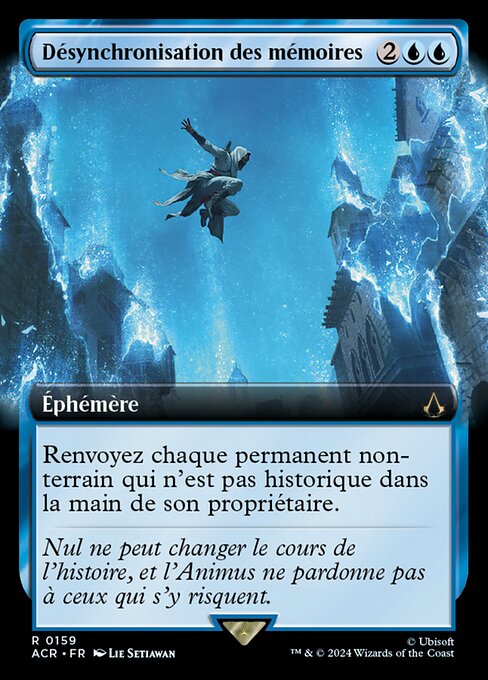 Désynchronisation des mémoires 2
Éphémère
Renvoyez chaque permanent non-
terrain qui n'est pas historique dans
la main de son propriétaire.
Nul ne peut changer le cours de
l'histoire, et l'Animus ne pardonne pas
à ceux qui s'y risquent.
R 0159
ACR • FR Lie Setiawan
© Ubisoft
™ & © 2024 Wizards of the Coast